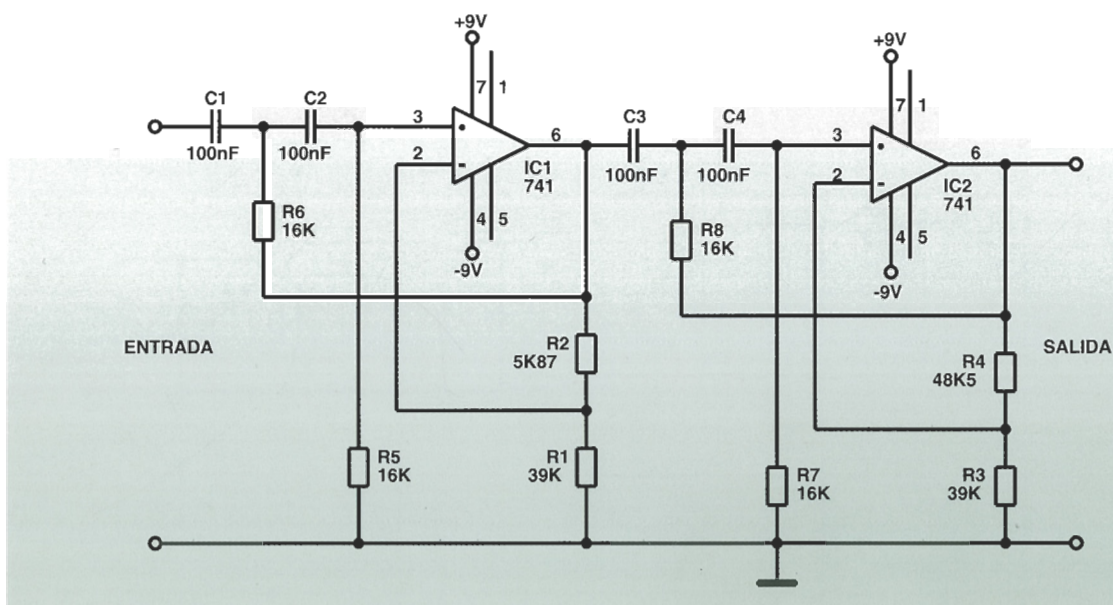 +9V
7
1
C1
100nF
C2
100nF
3
2
6
IC1
741
4
5
-9V
R6
16K
R2
5K87
R5
16K
R1
39K
C3
100nF
C4
100nF
+9V
7
1
3
2
6
IC2
741
4
5
-9V
R8
16K
R4
48K5
R7
16K
R3
39K
ENTRADA
SALIDA